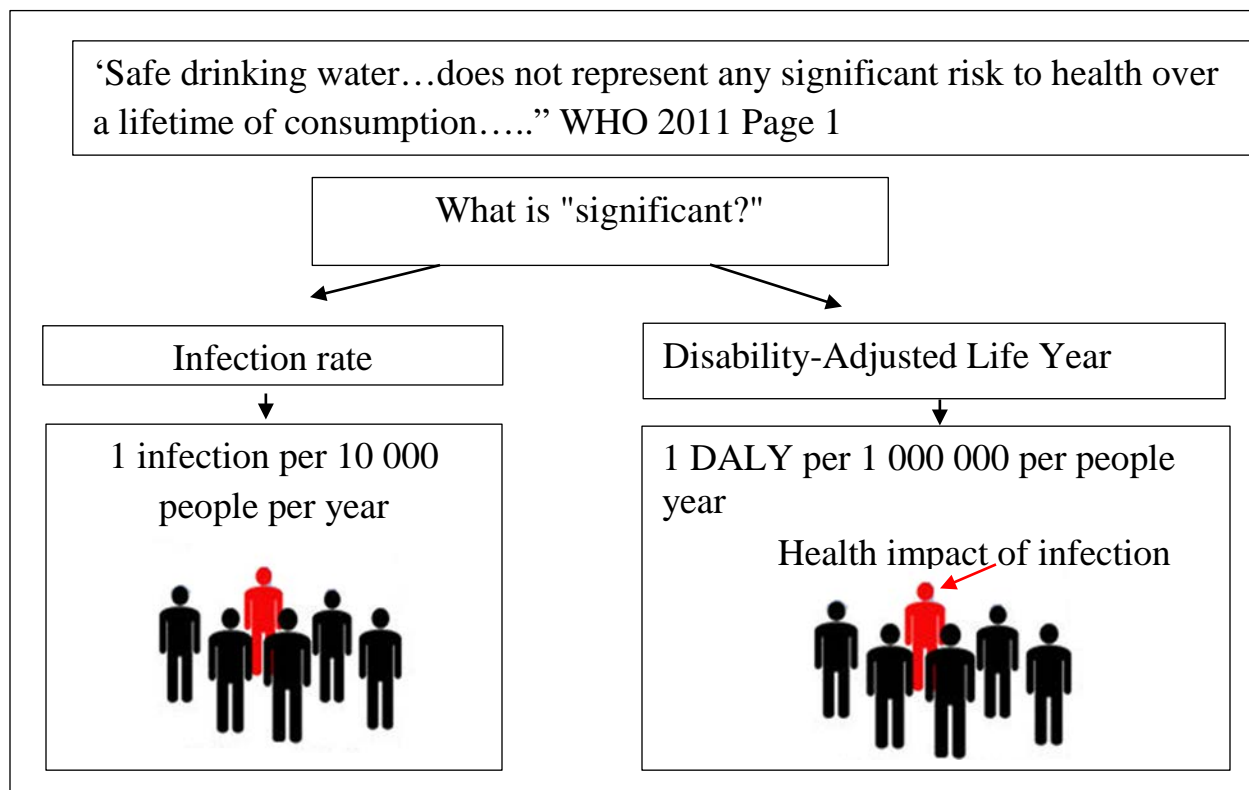 ‘Safe drinking water…does not represent any significant risk to health over
a lifetime of consumption…..” WHO 2011 Page 1
What is "significant?"
Infection rate
Disability-Adjusted Life Year
1 infection per 10 000
people per year
1 DALY per 1 000 000 per people
year
Health impact of infection